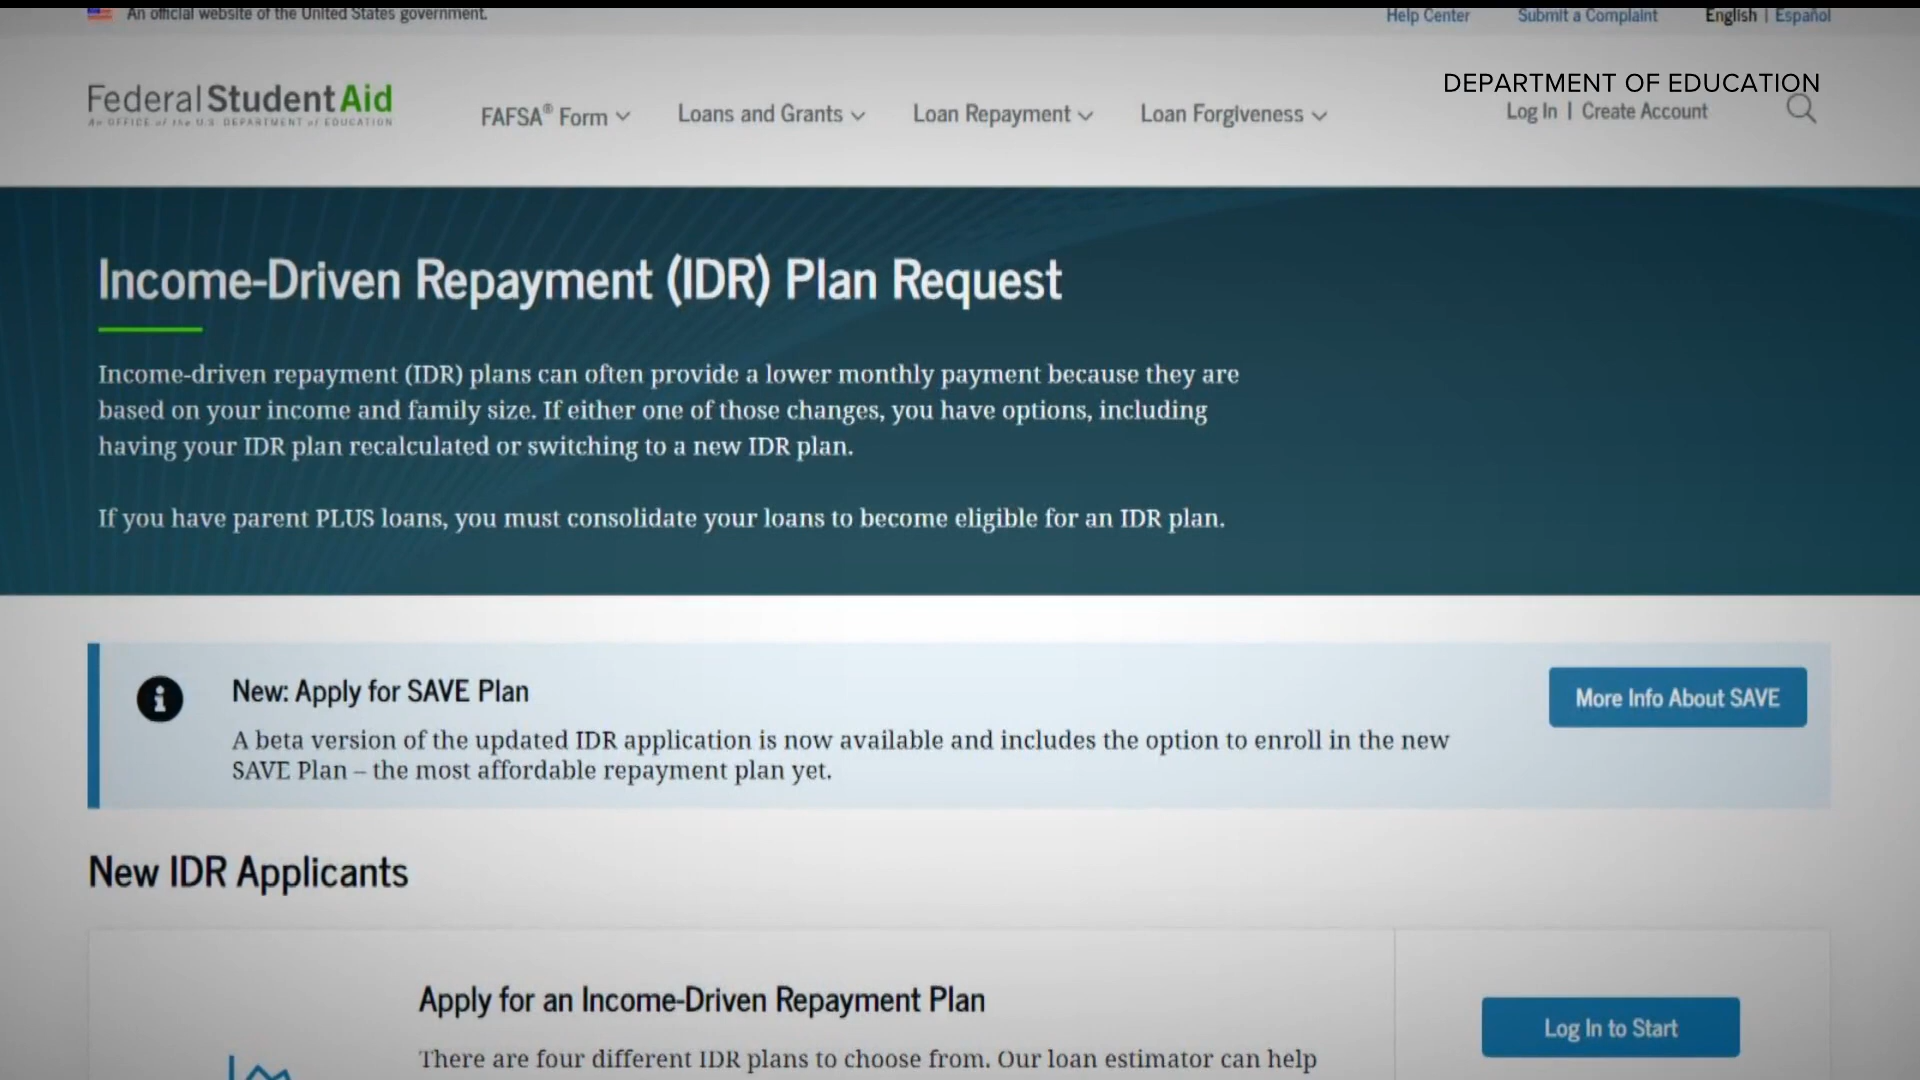 An official website of the United States government.
Help Center
Submit a Complaint
English | Español
DEPARTMENT OF EDUCATION
Federal Student Aid
An OFFICE of the U.S. DEPARTMENT of EDUCATION
FAFSA® Form
Loans and Grants
Loan Repayment
Loan Forgiveness
Log In | Create Account
Income-Driven Repayment (IDR) Plan Request
Income-driven repayment (IDR) plans can often provide a lower monthly payment because they are
based on your income and family size. If either one of those changes, you have options, including
having your IDR plan recalculated or switching to a new IDR plan.
If you have parent PLUS loans, you must consolidate your loans to become eligible for an IDR plan.
New: Apply for SAVE Plan
More Info About SAVE
A beta version of the updated IDR application is now available and includes the option to enroll in the new
SAVE Plan – the most affordable repayment plan yet.
New IDR Applicants
Apply for an Income-Driven Repayment Plan
Log In to Start
There are four different IDR plans to choose from. Our loan estimator can help